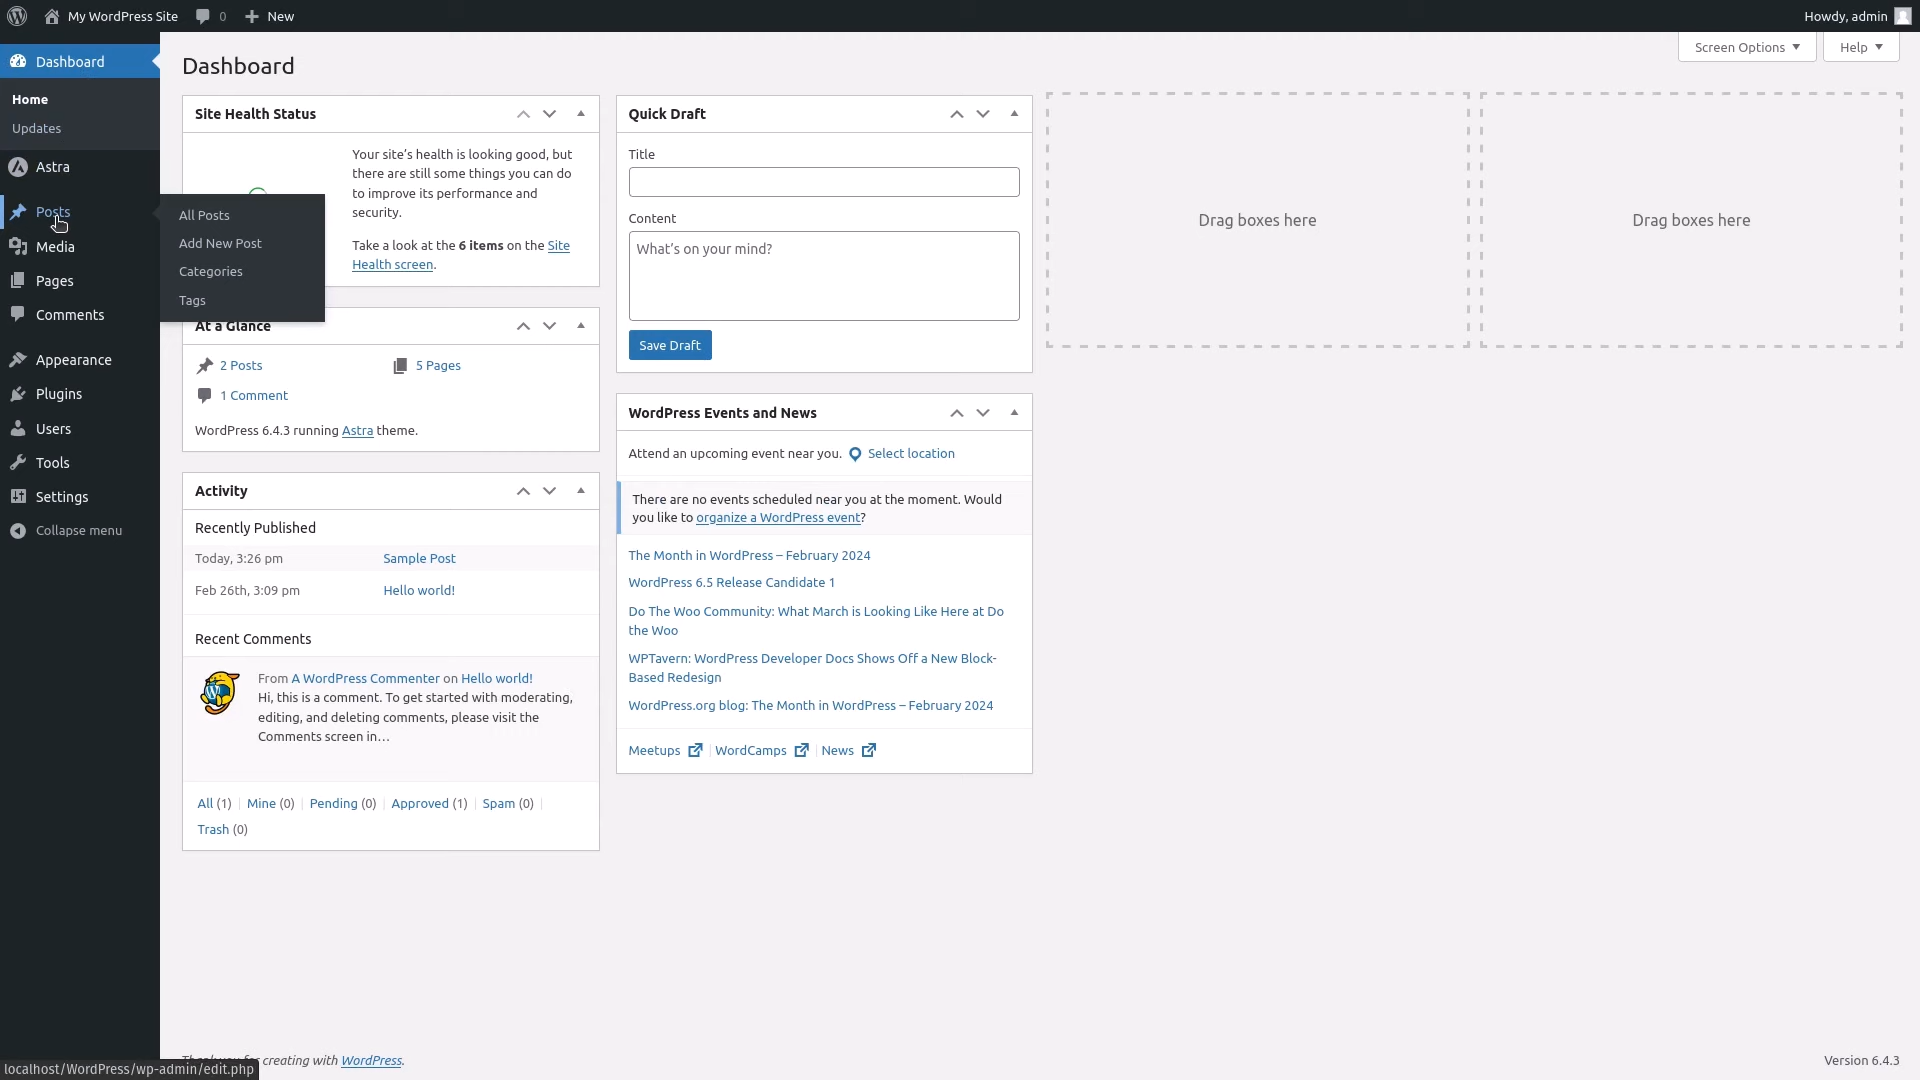 My WordPress Site 0 New Howdy, admin
Dashboard
Home
Updates
Astra
Posts
Media
Pages
Comments
Appearance
Plugins
Users
Tools
Settings
Collapse menu
All Posts
Add New Post
Categories
Tags
Screen Options Help
Dashboard
Site Health Status
Your site's health is looking good, but
there are still some things you can do
to improve its performance and
security.
Take a look at the 6 items on the Site
Health screen.
At a Glance
2 Posts 5 Pages
1 Comment
WordPress 6.4.3 running Astra theme.
Activity
Recently Published
Today, 3:26 pm Sample Post
Feb 26th, 3:09 pm Hello world!
Recent Comments
From A WordPress Commenter on Hello world!
Hi, this is a comment. To get started with moderating,
editing, and deleting comments, please visit the
Comments screen in…
All (1) | Mine (0) | Pending (0) | Approved (1) | Spam (0) |
Trash (0)
Quick Draft
Title
Content
What's on your mind?
Save Draft
WordPress Events and News
Attend an upcoming event near you. Select location
There are no events scheduled near you at the moment. Would
you like to organize a WordPress event?
The Month in WordPress – February 2024
WordPress 6.5 Release Candidate 1
Do The Woo Community: What March is Looking Like Here at Do
the Woo
WPTavern: WordPress Developer Docs Shows Off a New Block-
Based Redesign
WordPress.org blog: The Month in WordPress – February 2024
Meetups | WordCamps | News
Drag boxes here
Drag boxes here
creating with WordPress.
Version 6.4.3
localhost/WordPress/wp-admin/edit.php